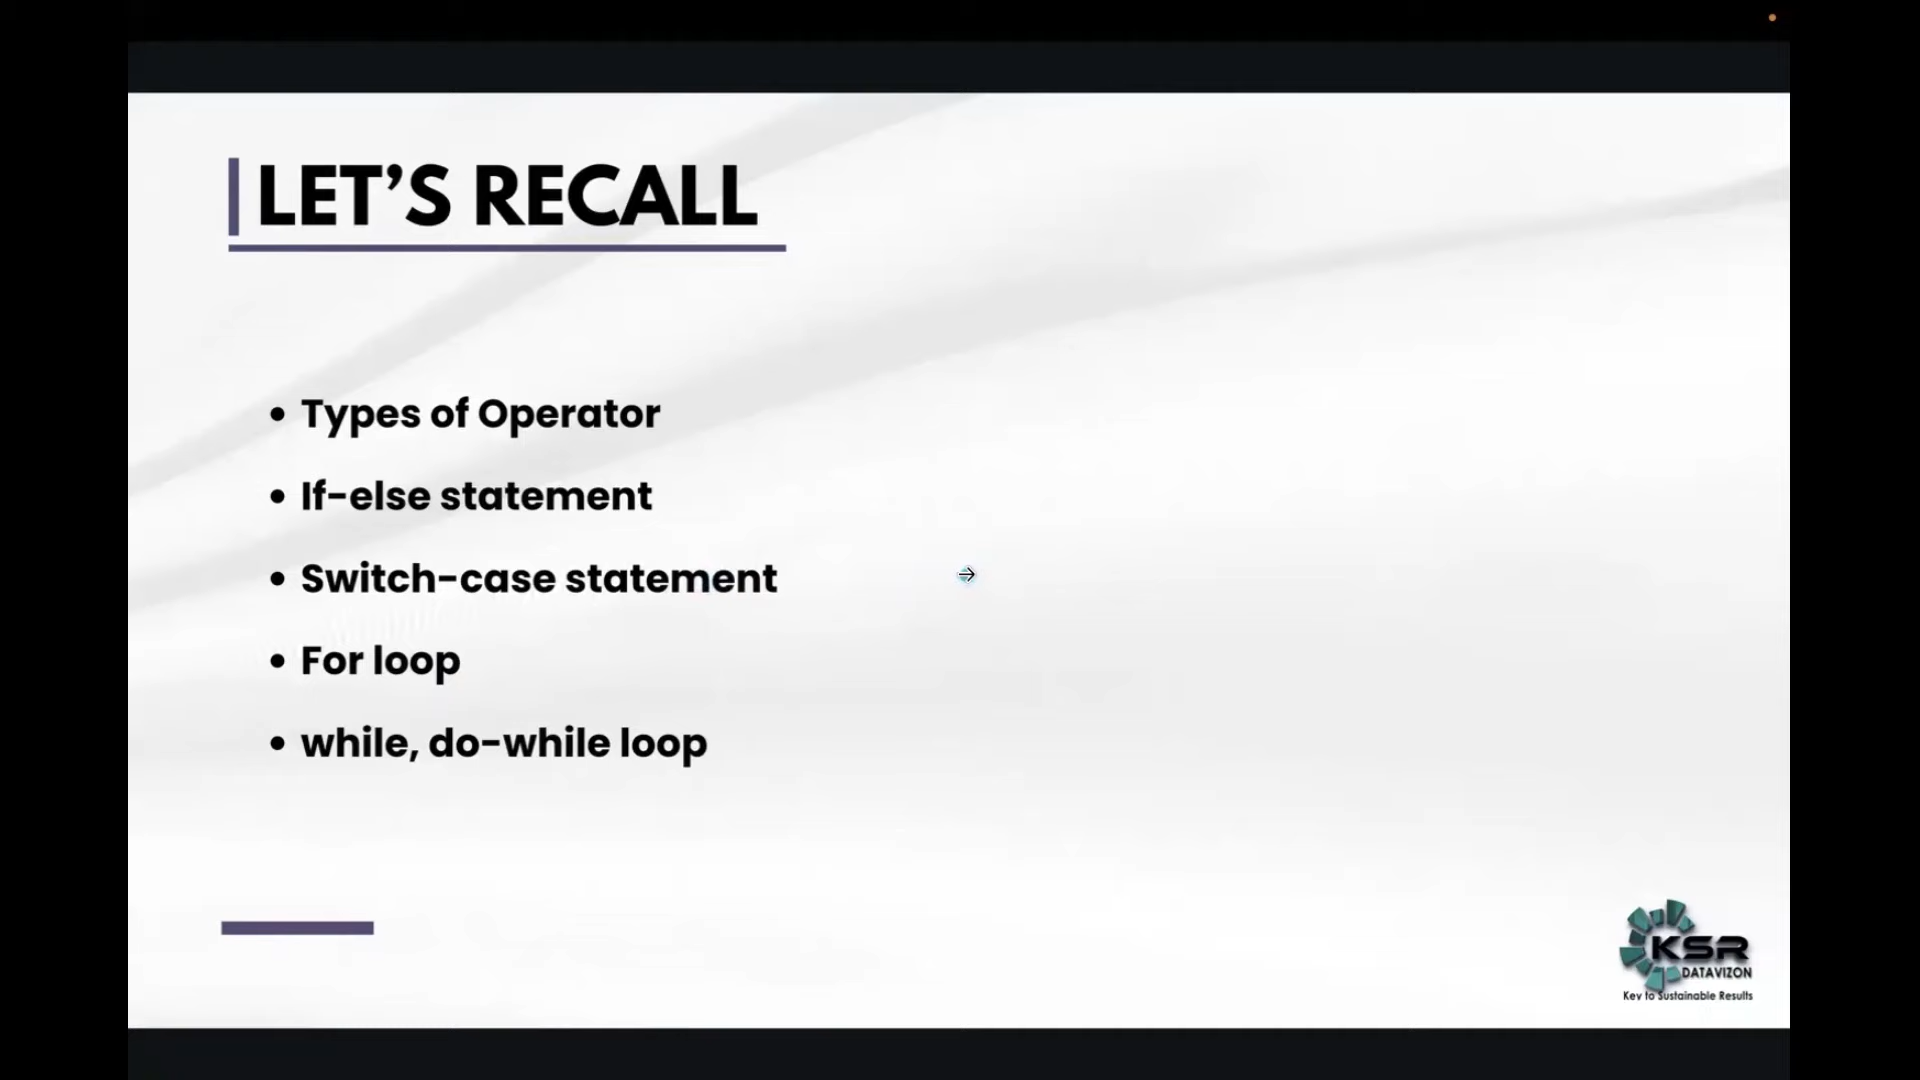 LET’S RECALL
• Types of Operator
• If-else statement
• Switch-case statement
• For loop
• while, do-while loop
KSR
DATAVIZON
Key to Sustainable Results